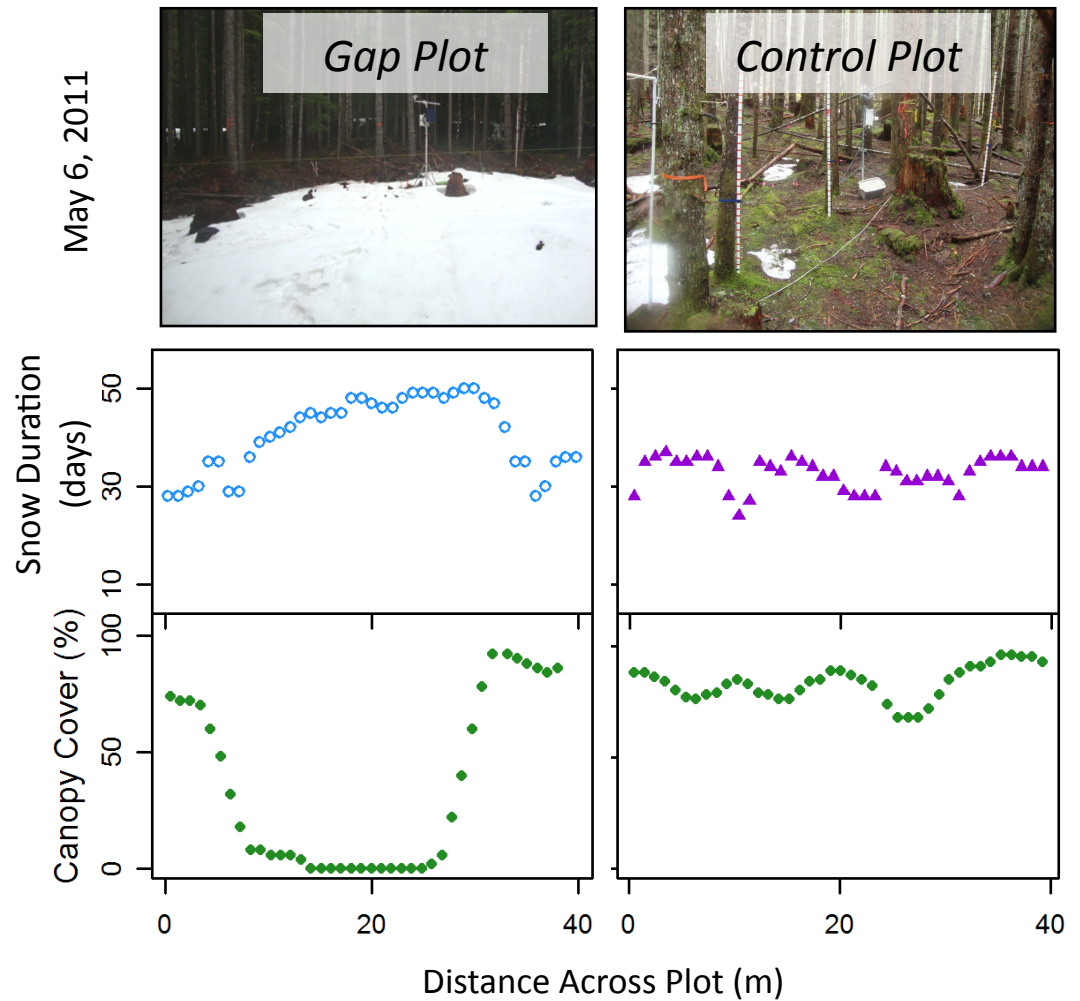 Gap Plot
Control Plot
May 6, 2011
Snow Duration
(days)
50
30
10
Canopy Cover (%)
100
50
0
0
20
40
0
20
40
Distance Across Plot (m)